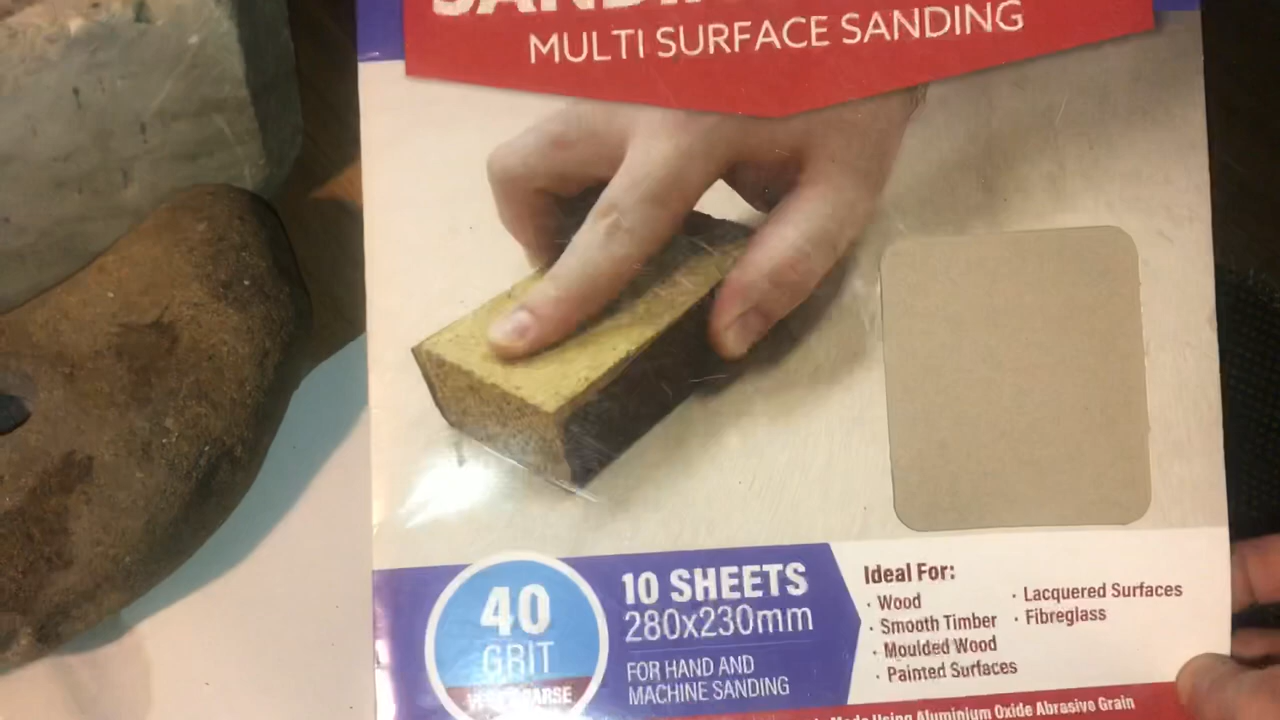 MULTI SURFACE SANDING
40
GRIT
10 SHEETS
280x230mm
FOR HAND AND
MACHINE SANDING
Ideal For:
· Wood
· Smooth Timber
· Moulded Wood
· Painted Surfaces
· Lacquered Surfaces
· Fibreglass
Made Using Aluminium Oxide Abrasive Grain